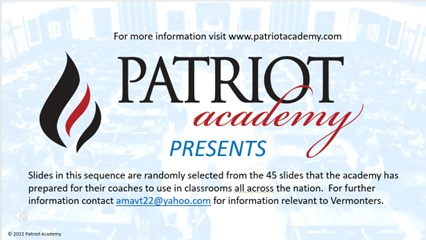 For more information visit www.patriotacademy.com
PATRIOT
academy
PRESENTS
Slides in this sequence are randomly selected from the 45 slides that the academy has
prepared for their coaches to use in classrooms all across the nation. For further
information contact amavt22@yahoo.com for information relevant to Vermonters.
© 2022 Patriot Academy